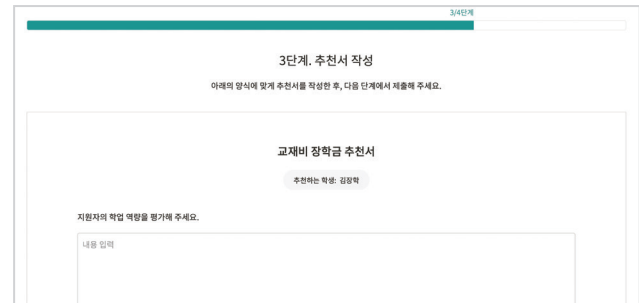 3/4단계
3단계. 추천서 작성
아래의 양식에 맞게 추천서를 작성한 후, 다음 단계에서 제출해 주세요.
교재비 장학금 추천서
추천하는 학생: 김장학
지원자의 학업 역량을 평가해 주세요.
내용 입력